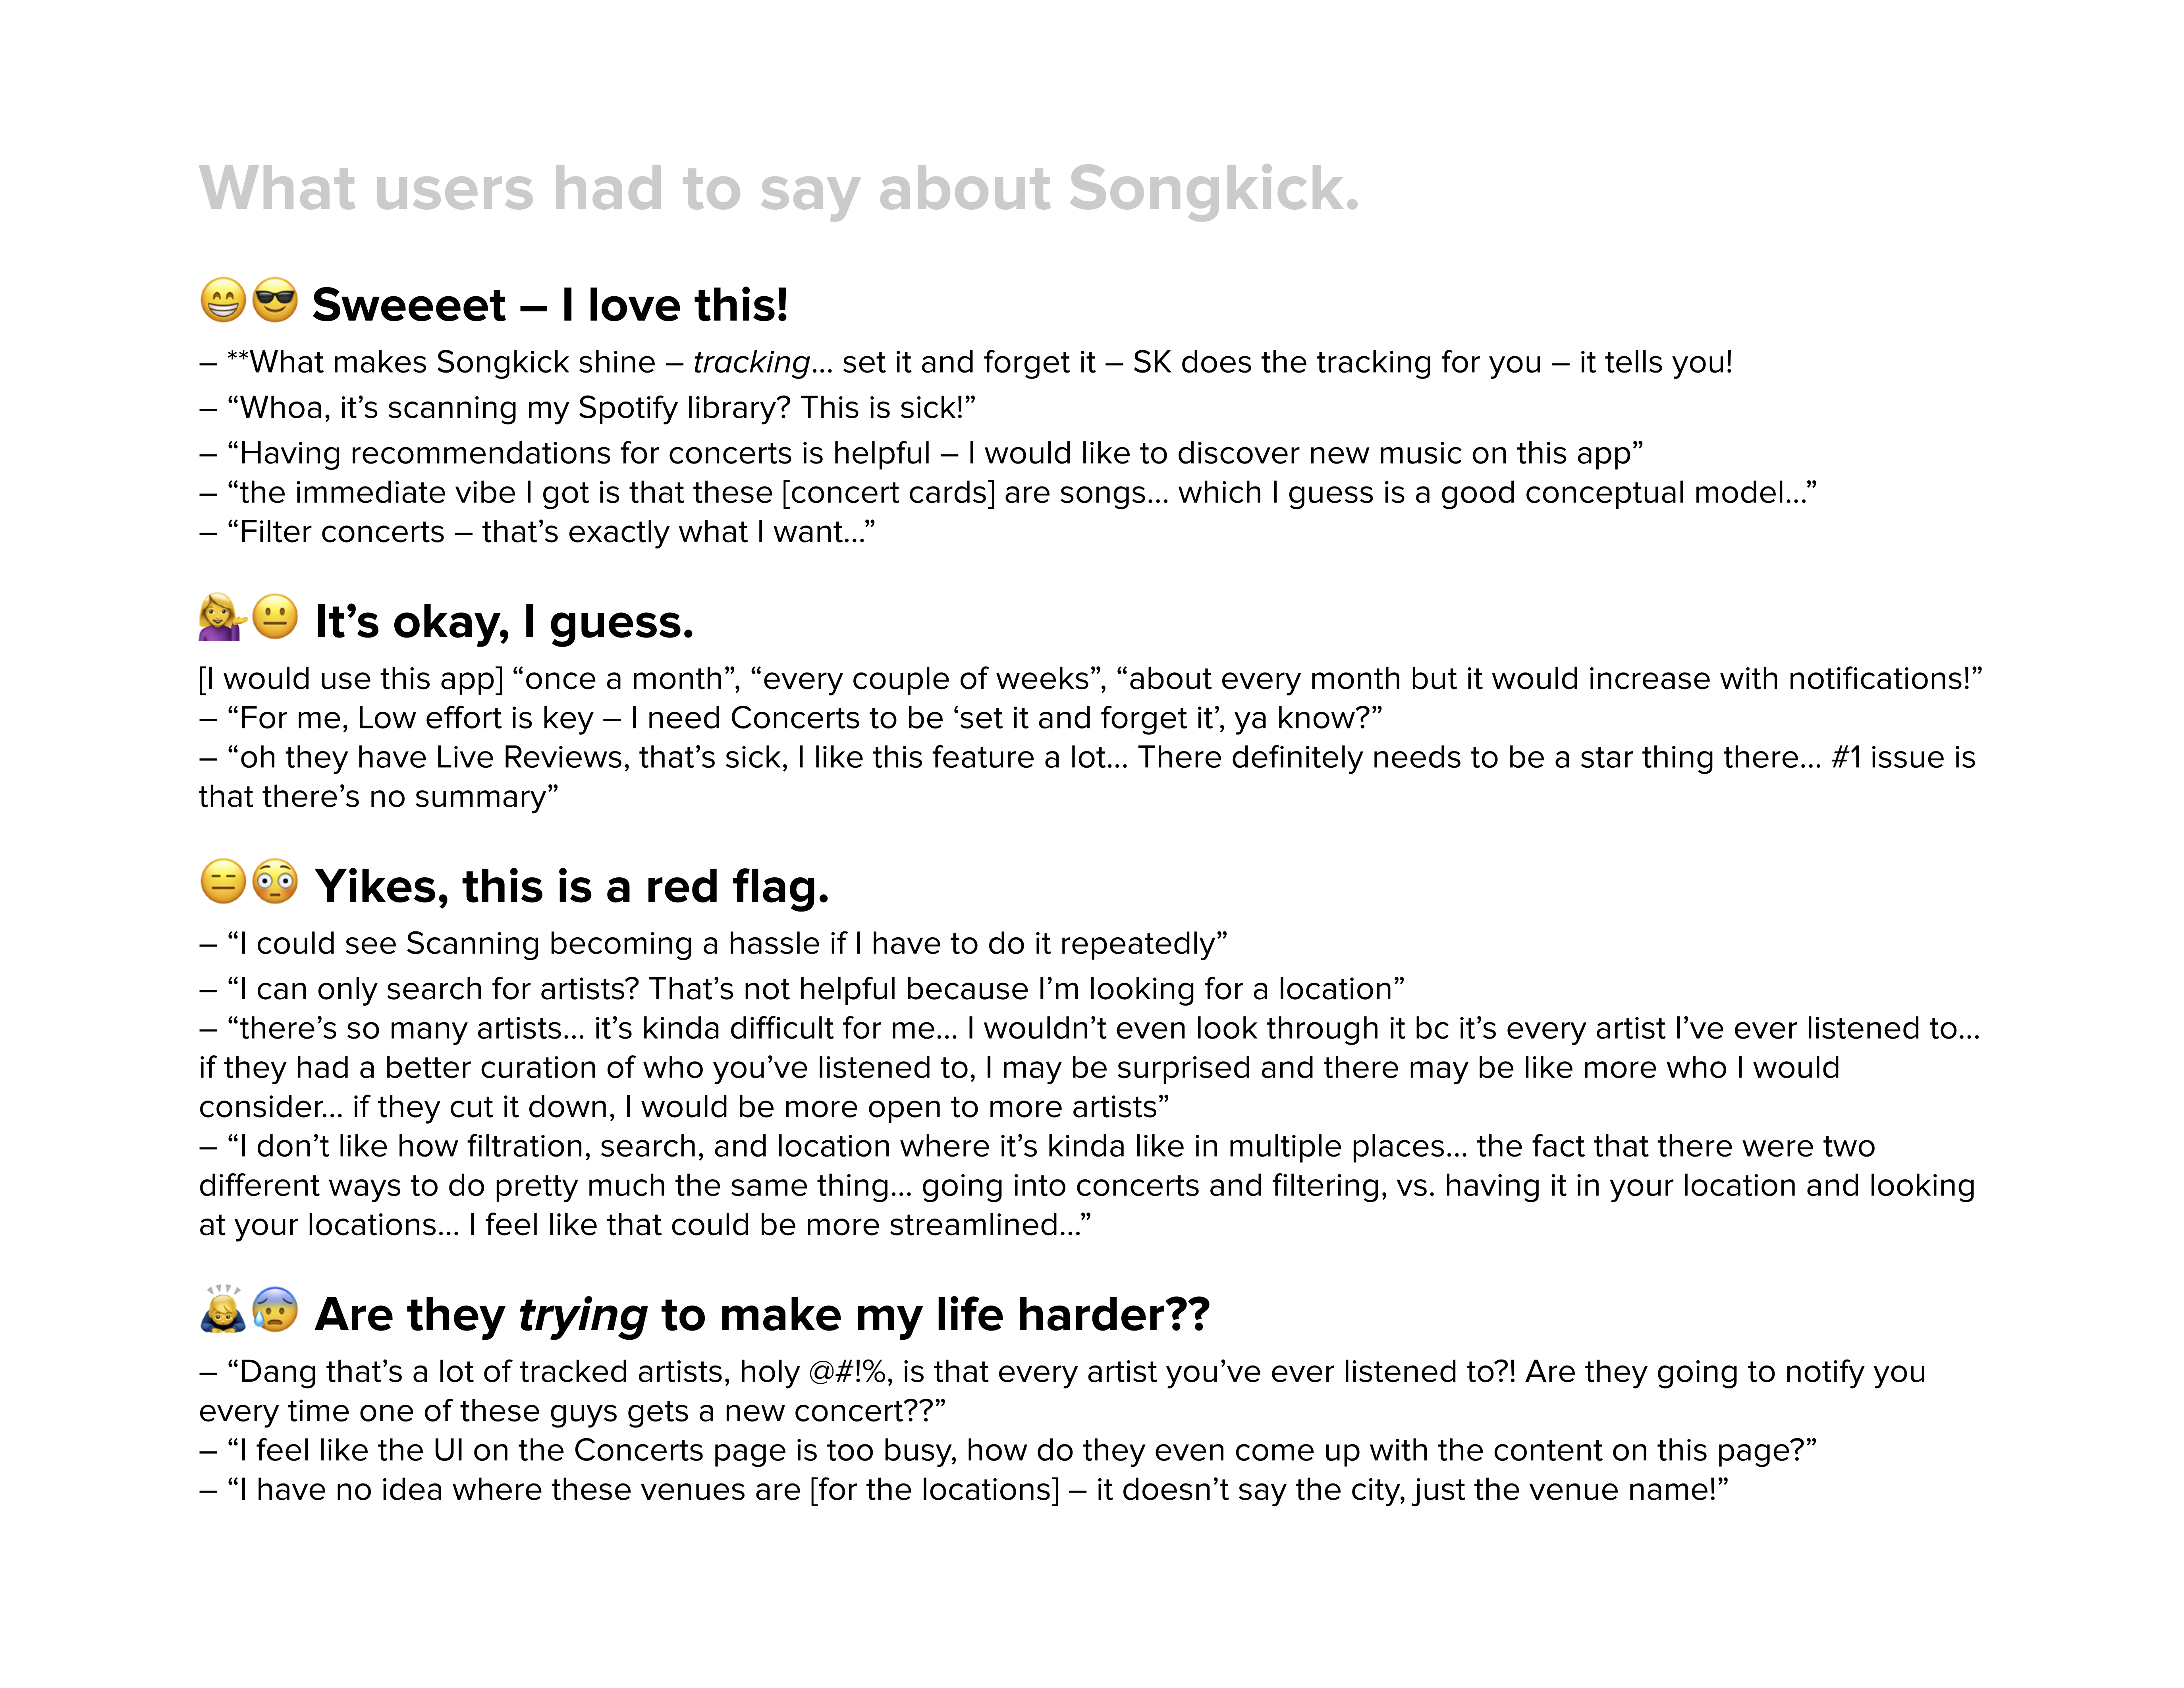 What users had to say about Songkick.
😁😎 Sweeeet – I love this!
– **What makes Songkick shine – tracking... set it and forget it – SK does the tracking for you – it tells you!
– “Whoa, it’s scanning my Spotify library? This is sick!”
– “Having recommendations for concerts is helpful – I would like to discover new music on this app”
– “the immediate vibe I got is that these [concert cards] are songs... which I guess is a good conceptual model...”
– “Filter concerts – that’s exactly what I want...”
💁‍♀️😐 It’s okay, I guess.
[I would use this app] “once a month”, “every couple of weeks”, “about every month but it would increase with notifications!”
– “For me, Low effort is key – I need Concerts to be ‘set it and forget it’, ya know?”
– “oh they have Live Reviews, that’s sick, I like this feature a lot... There definitely needs to be a star thing there... #1 issue is
that there’s no summary”
😑😳 Yikes, this is a red flag.
– “I could see Scanning becoming a hassle if I have to do it repeatedly”
– “I can only search for artists? That’s not helpful because I’m looking for a location”
– “there’s so many artists... it’s kinda difficult for me... I wouldn’t even look through it bc it’s every artist I’ve ever listened to...
if they had a better curation of who you’ve listened to, I may be surprised and there may be like more who I would
consider... if they cut it down, I would be more open to more artists”
– “I don’t like how filtration, search, and location where it’s kinda like in multiple places... the fact that there were two
different ways to do pretty much the same thing... going into concerts and filtering, vs. having it in your location and looking
at your locations... I feel like that could be more streamlined...”
🙇‍♀️😰 Are they trying to make my life harder??
– “Dang that’s a lot of tracked artists, holy @#!%, is that every artist you’ve ever listened to?! Are they going to notify you
every time one of these guys gets a new concert??”
– “I feel like the UI on the Concerts page is too busy, how do they even come up with the content on this page?”
– “I have no idea where these venues are [for the locations] – it doesn’t say the city, just the venue name!”